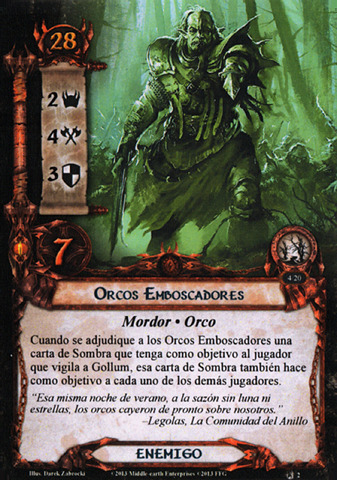 28
2
4
3
7
4.20
ORCOS EMBOSCADORES
Mordor • Orco
Cuando se adjudique a los Orcos Emboscadores una
carta de Sombra que tenga como objetivo al jugador
que vigila a Gollum, esa carta de Sombra también hace
como objetivo a cada uno de los demás jugadores.
"Esa misma noche de verano, a la sazón sin luna ni
estrellas, los orcos cayeron de pronto sobre nosotros."
–Legolas, La Comunidad del Anillo
ENEMIGO
Illus. Darek Zabrocki
©2013 Middle-earth Enterprises ©2013 FFG
2